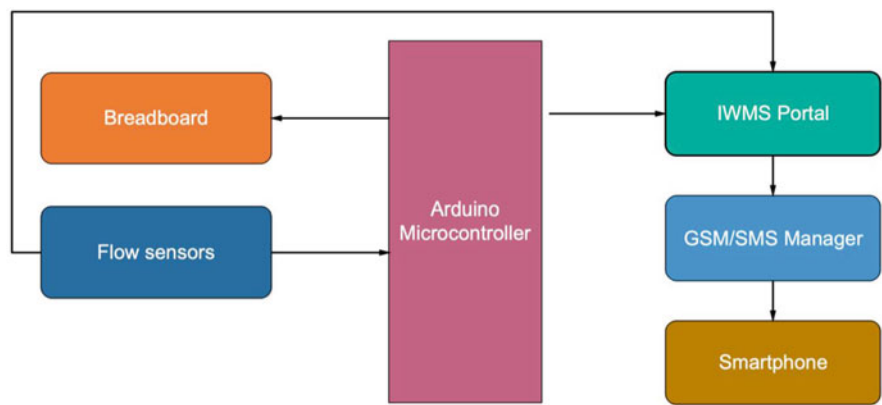 Breadboard
Flow sensors
Arduino
Microcontroller
IWMS Portal
GSM/SMS Manager
Smartphone